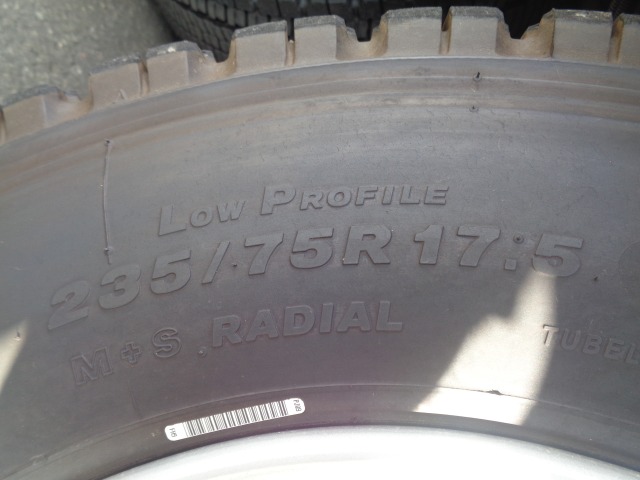 LOW PROFILE
235/75R 17.5
M+S RADIAL